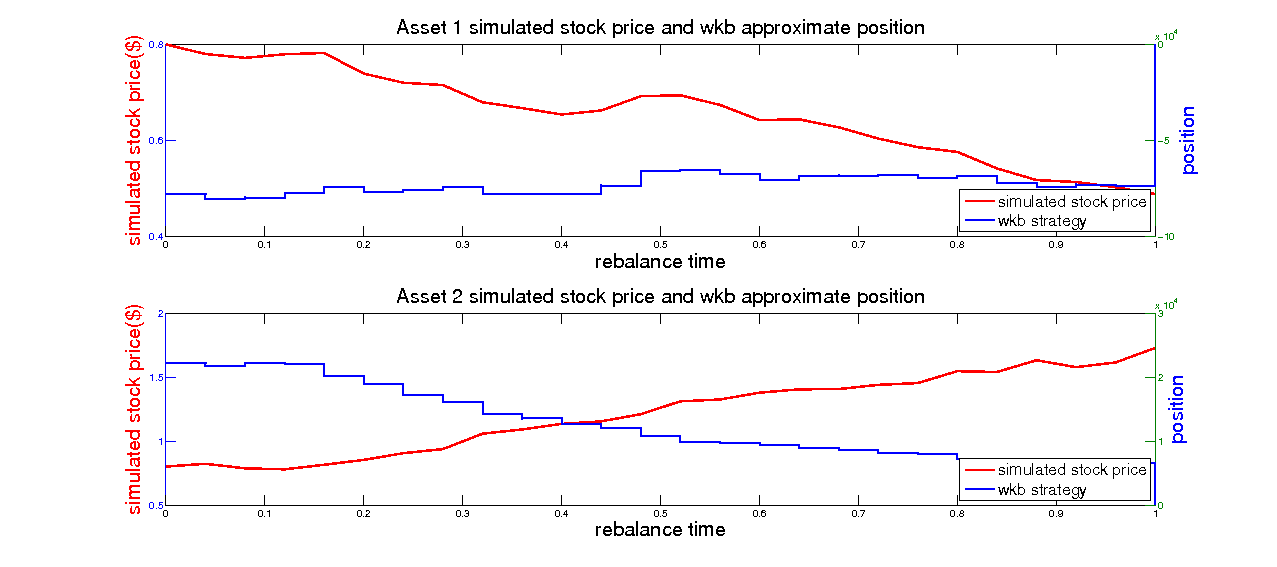 Asset 1 simulated stock price and wkb approximate position
x 10^4
simulated stock price($)
0.8
0.6
0.4
0
−5
−10
position
simulated stock price
wkb strategy
0 0.1 0.2 0.3 0.4 0.5 0.6 0.7 0.8 0.9 1
rebalance time
Asset 2 simulated stock price and wkb approximate position
x 10^4
simulated stock price($)
2
1.5
1
0.5
3
2
1
0
position
simulated stock price
wkb strategy
0 0.1 0.2 0.3 0.4 0.5 0.6 0.7 0.8 0.9 1
rebalance time